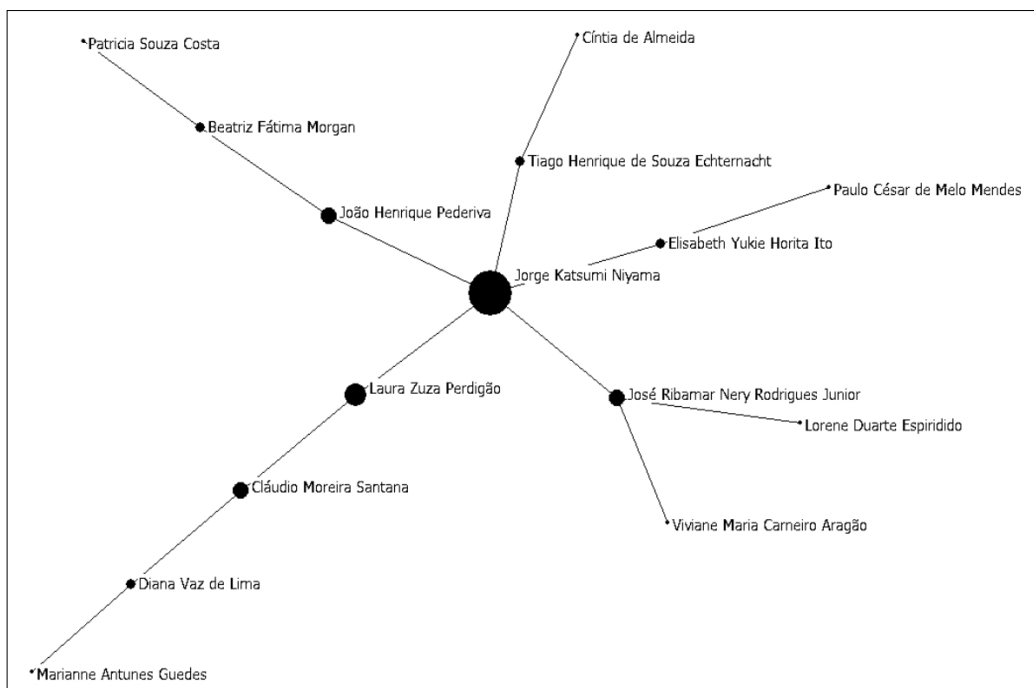 Cíntia de Almeida
Patricia Souza Costa
Beatriz Fátima Morgan
Tiago Henrique de Souza Echternacht
Paulo César de Melo Mendes
João Henrique Pederiva
Elisabeth Yukie Horita Ito
Jorge Katsumi Niyama
Laura Zuza Perdigão
José Ribamar Nery Rodrigues Junior
Lorene Duarte Espiridido
Cláudio Moreira Santana
Viviane Maria Carneiro Aragão
Diana Vaz de Lima
Marianne Antunes Guedes